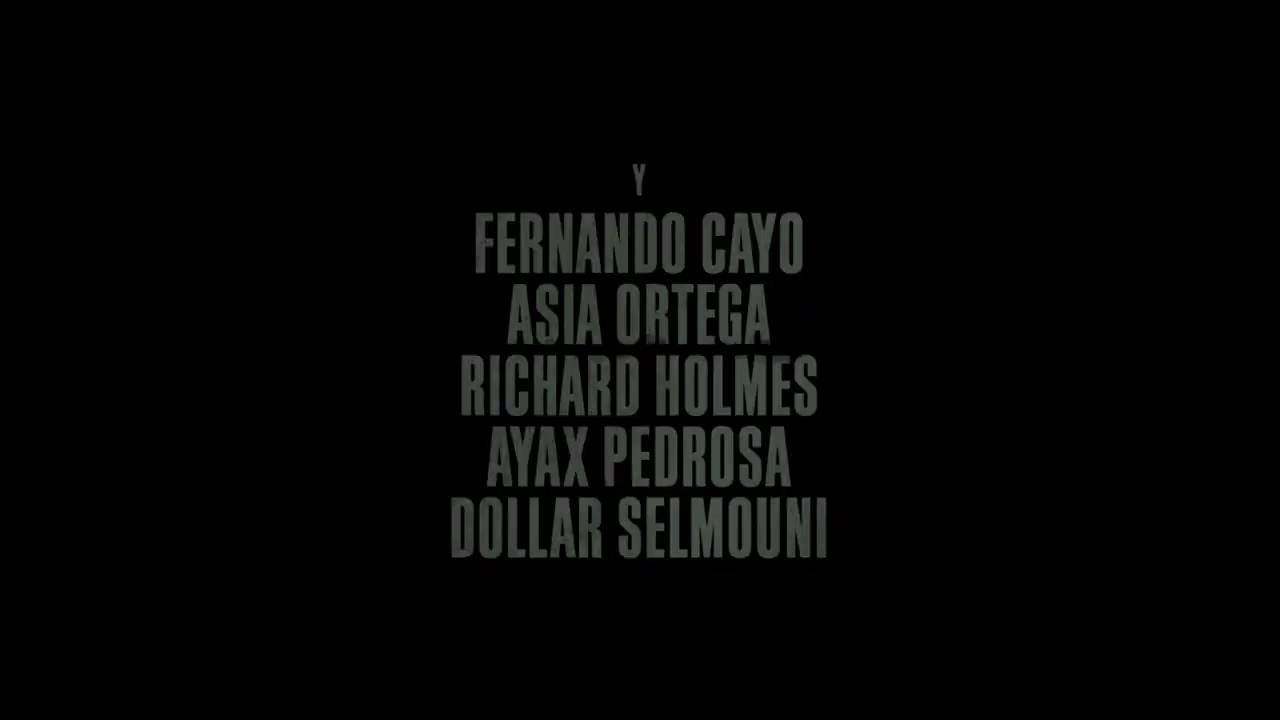 Y
FERNANDO CAYO
ASIA ORTEGA
RICHARD HOLMES
AYAX PEDROSA
DOLLAR SELMOUNI